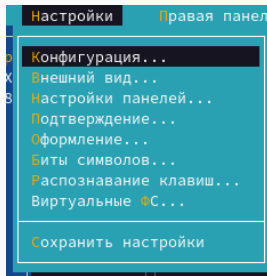 Настройки Правая панел
Конфигурация...
Внешний вид...
Настройки панелей...
Подтверждение...
Оформление...
Биты символов...
Распознавание клавиш...
Виртуальные ФС...
Сохранить настройки